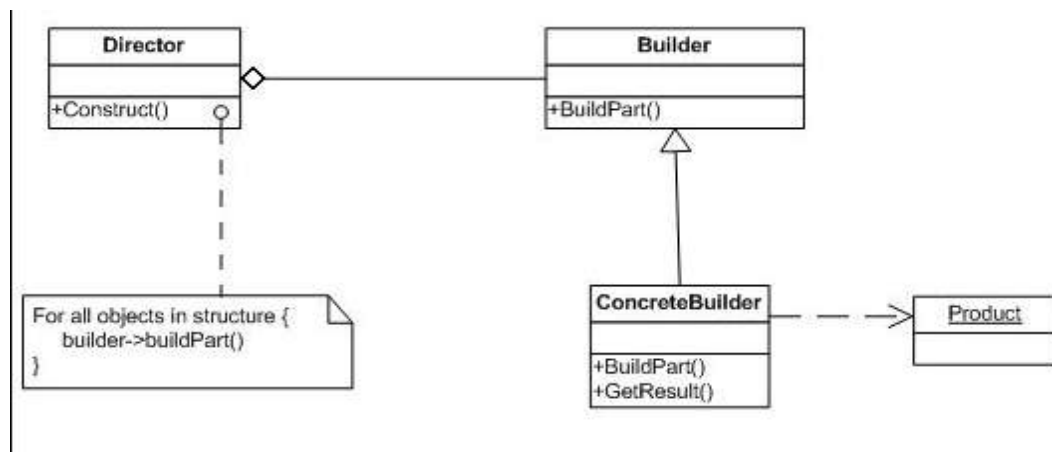 Director
+Construct()
Builder
+BuildPart()
For all objects in structure {
builder->buildPart()
}
ConcreteBuilder
+BuildPart()
+GetResult()
Product